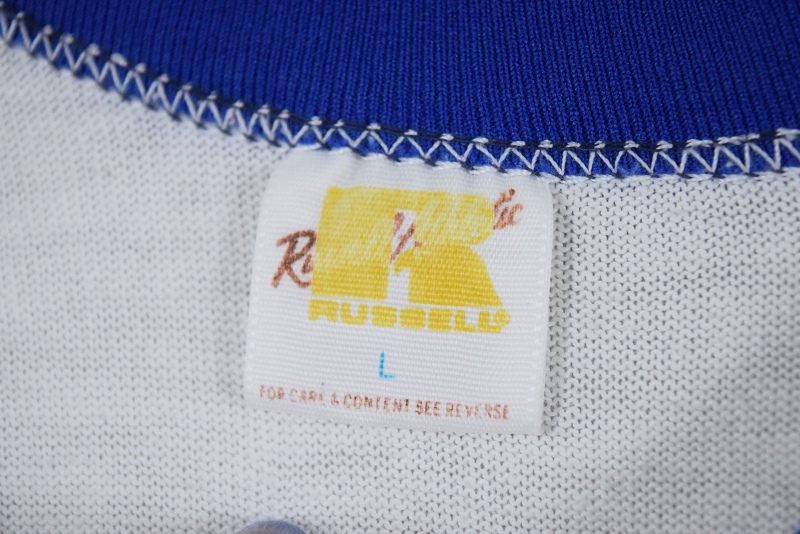 R
RUSSELL®
L
FOR CARE & CONTENT SEE REVERSE